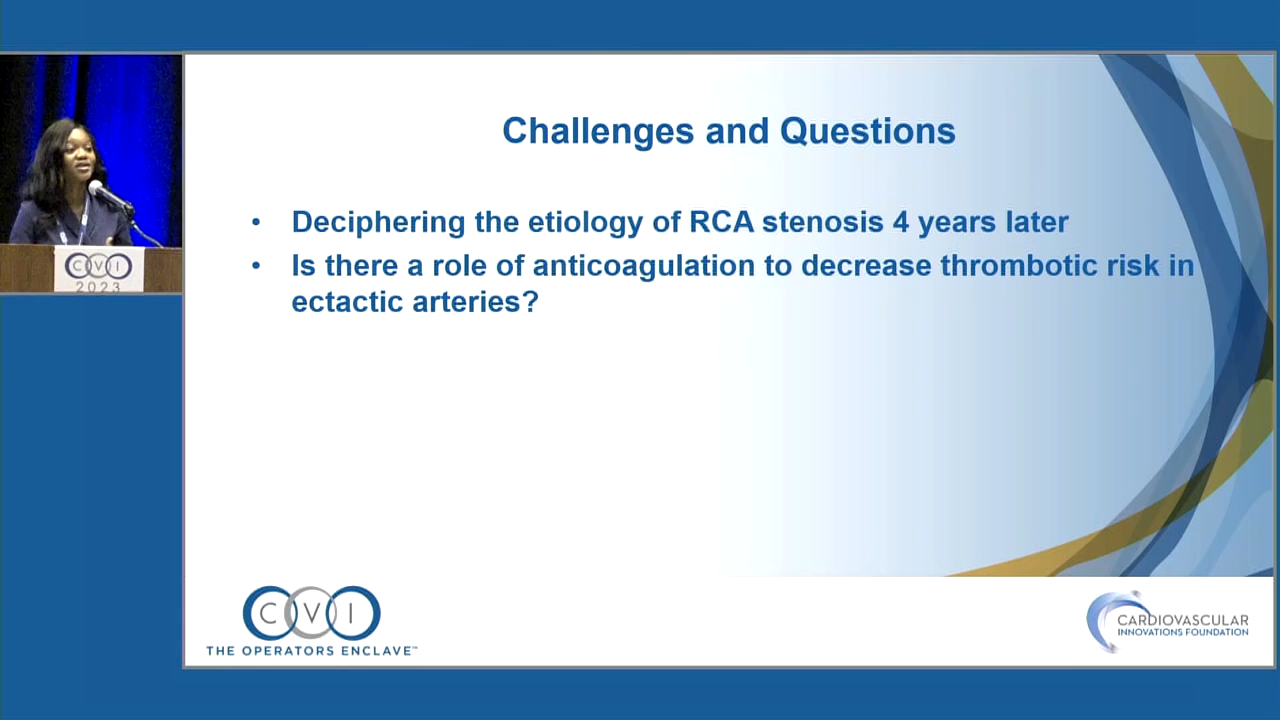 Challenges and Questions
• Deciphering the etiology of RCA stenosis 4 years later
• Is there a role of anticoagulation to decrease thrombotic risk in
ectactic arteries?
CVI
2023
CVI
THE OPERATORS ENCLAVE™
CARDIOVASCULAR
INNOVATIONS FOUNDATION